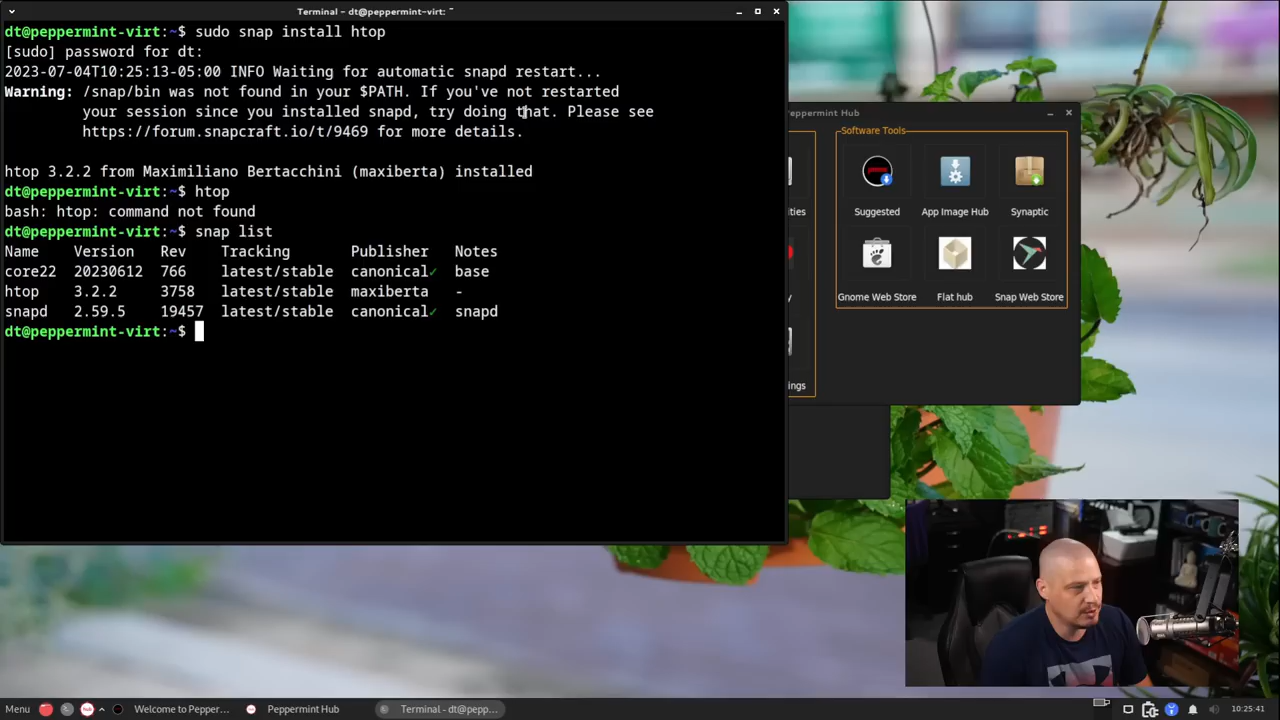 Terminal - dt@peppermint-virt: ~
dt@peppermint-virt:~$ sudo snap install htop
[sudo] password for dt:
2023-07-04T10:25:13-05:00 INFO Waiting for automatic snapd restart...
Warning: /snap/bin was not found in your $PATH. If you've not restarted
your session since you installed snapd, try doing that. Please see
https://forum.snapcraft.io/t/9469 for more details.
htop 3.2.2 from Maximiliano Bertacchini (maxiberta) installed
dt@peppermint-virt:~$ htop
bash: htop: command not found
dt@peppermint-virt:~$ snap list
Name Version Rev Tracking Publisher Notes
core22 20230612 766 latest/stable canonical✓ base
htop 3.2.2 3758 latest/stable maxiberta -
snapd 2.59.5 19457 latest/stable canonical✓ snapd
dt@peppermint-virt:~$
eppermint Hub
Software Tools
ities
Suggested
App Image Hub
Synaptic
y
Gnome Web Store
Flat hub
Snap Web Store
ings
Menu
Welcome to Pepper...
Peppermint Hub
Terminal - dt@pepp...
10:25:41